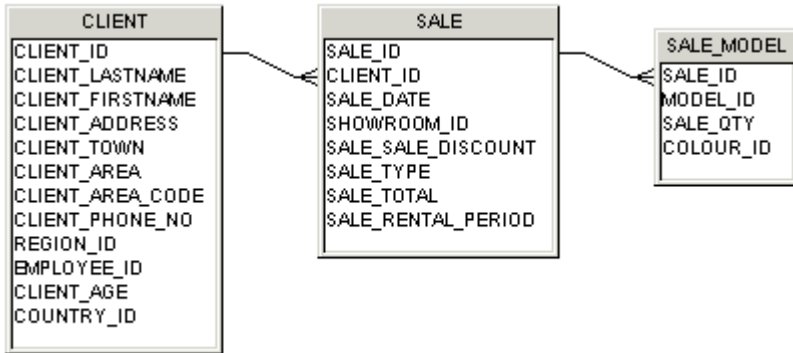 CLIENT
CLIENT_ID
CLIENT_LASTNAME
CLIENT_FIRSTNAME
CLIENT_ADDRESS
CLIENT_TOWN
CLIENT_AREA
CLIENT_AREA_CODE
CLIENT_PHONE_NO
REGION_ID
EMPLOYEE_ID
CLIENT_AGE
COUNTRY_ID
SALE
SALE_ID
CLIENT_ID
SALE_DATE
SHOWROOM_ID
SALE_SALE_DISCOUNT
SALE_TYPE
SALE_TOTAL
SALE_RENTAL_PERIOD
SALE_MODEL
SALE_ID
MODEL_ID
SALE_QTY
COLOUR_ID